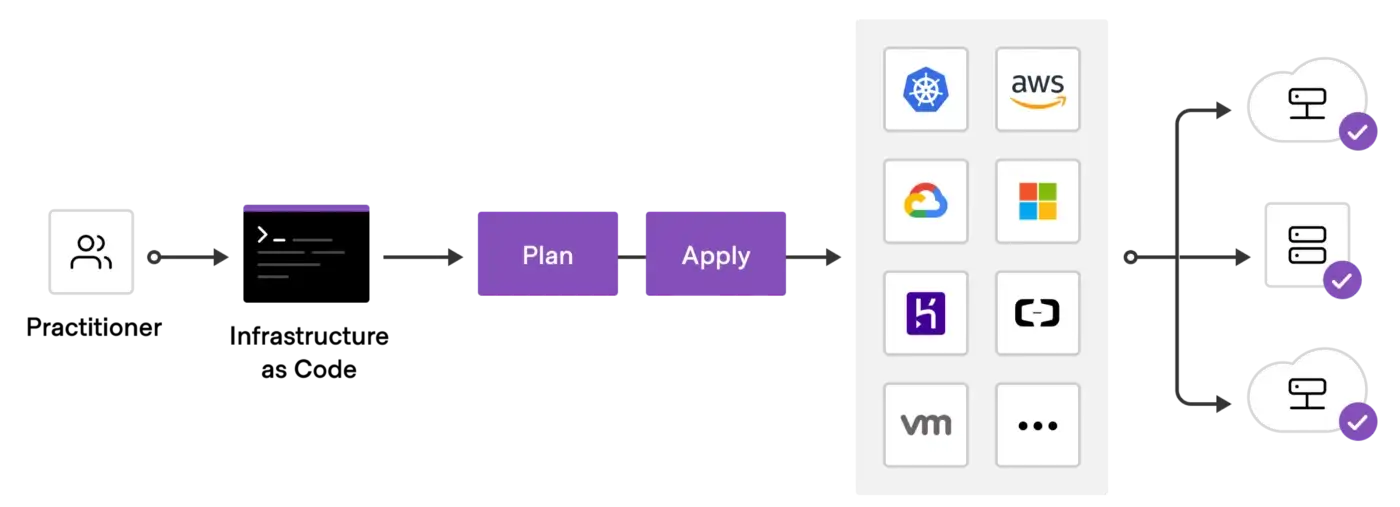 Practitioner
Infrastructure
as Code
Plan
Apply
aws
vm